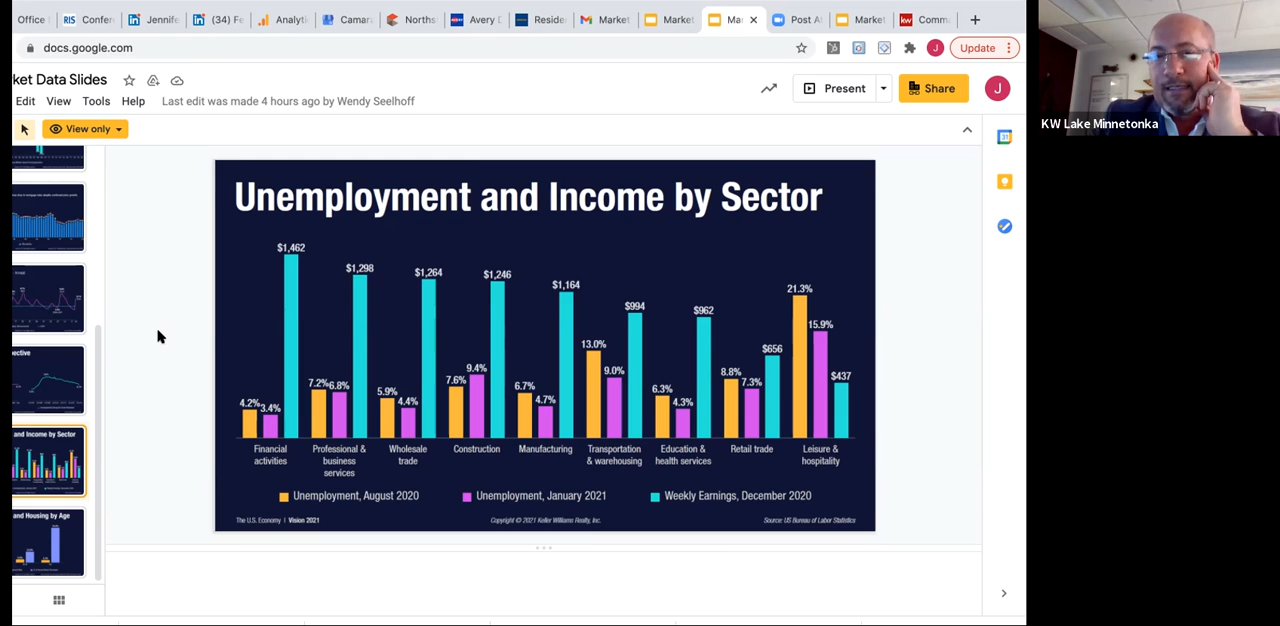 Office
RIS Confer
Jennife
(34) Fe
Analyti
Camar
Norths
Avery D
Reside
Market
Market
Ma
Post A
Market
kw Comm
docs.google.com
J
Update
ket Data Slides
Edit View Tools Help Last edit was made 4 hours ago by Wendy Seelhoff
Present
Share
J
View only
31
KW Lake Minnetonka
and Income by Sector
and Housing by Age
Unemployment and Income by Sector
$1,462
$1,298
$1,264
$1,246
$1,164
$994
$962
$656
$437
4.2% 3.4%
7.2% 6.8%
5.9% 4.4%
7.6% 9.4%
6.7% 4.7%
13.0% 9.0%
6.3% 4.3%
8.8% 7.3%
21.3% 15.9%
Financial
activities
Professional &
business
services
Wholesale
trade
Construction
Manufacturing
Transportation
& warehousing
Education &
health services
Retail trade
Leisure &
hospitality
Unemployment, August 2020 Unemployment, January 2021 Weekly Earnings, December 2020
The U.S. Economy | Vision 2021 Copyright © 2021 Keller Williams Realty, Inc. Source: US Bureau of Labor Statistics